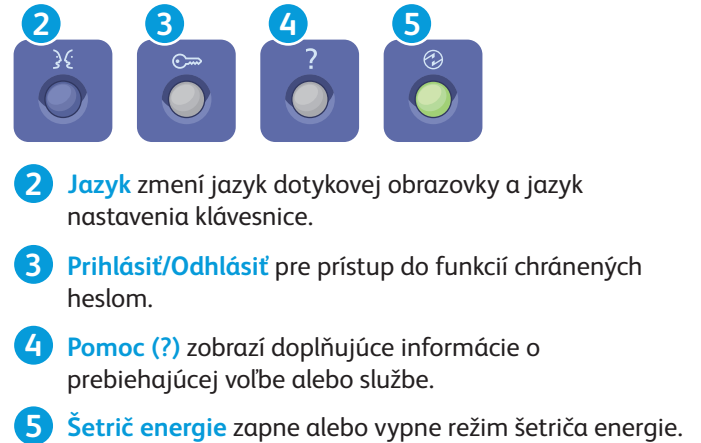 2 3 4 5
?
2 Jazyk zmení jazyk dotykovej obrazovky a jazyk
nastavenia klávesnice.
3 Prihlásiť/Odhlásiť pre prístup do funkcií chránených
heslom.
4 Pomoc (?) zobrazí doplňujúce informácie o
prebiehajúcej voľbe alebo službe.
5 Šetrič energie zapne alebo vypne režim šetriča energie.